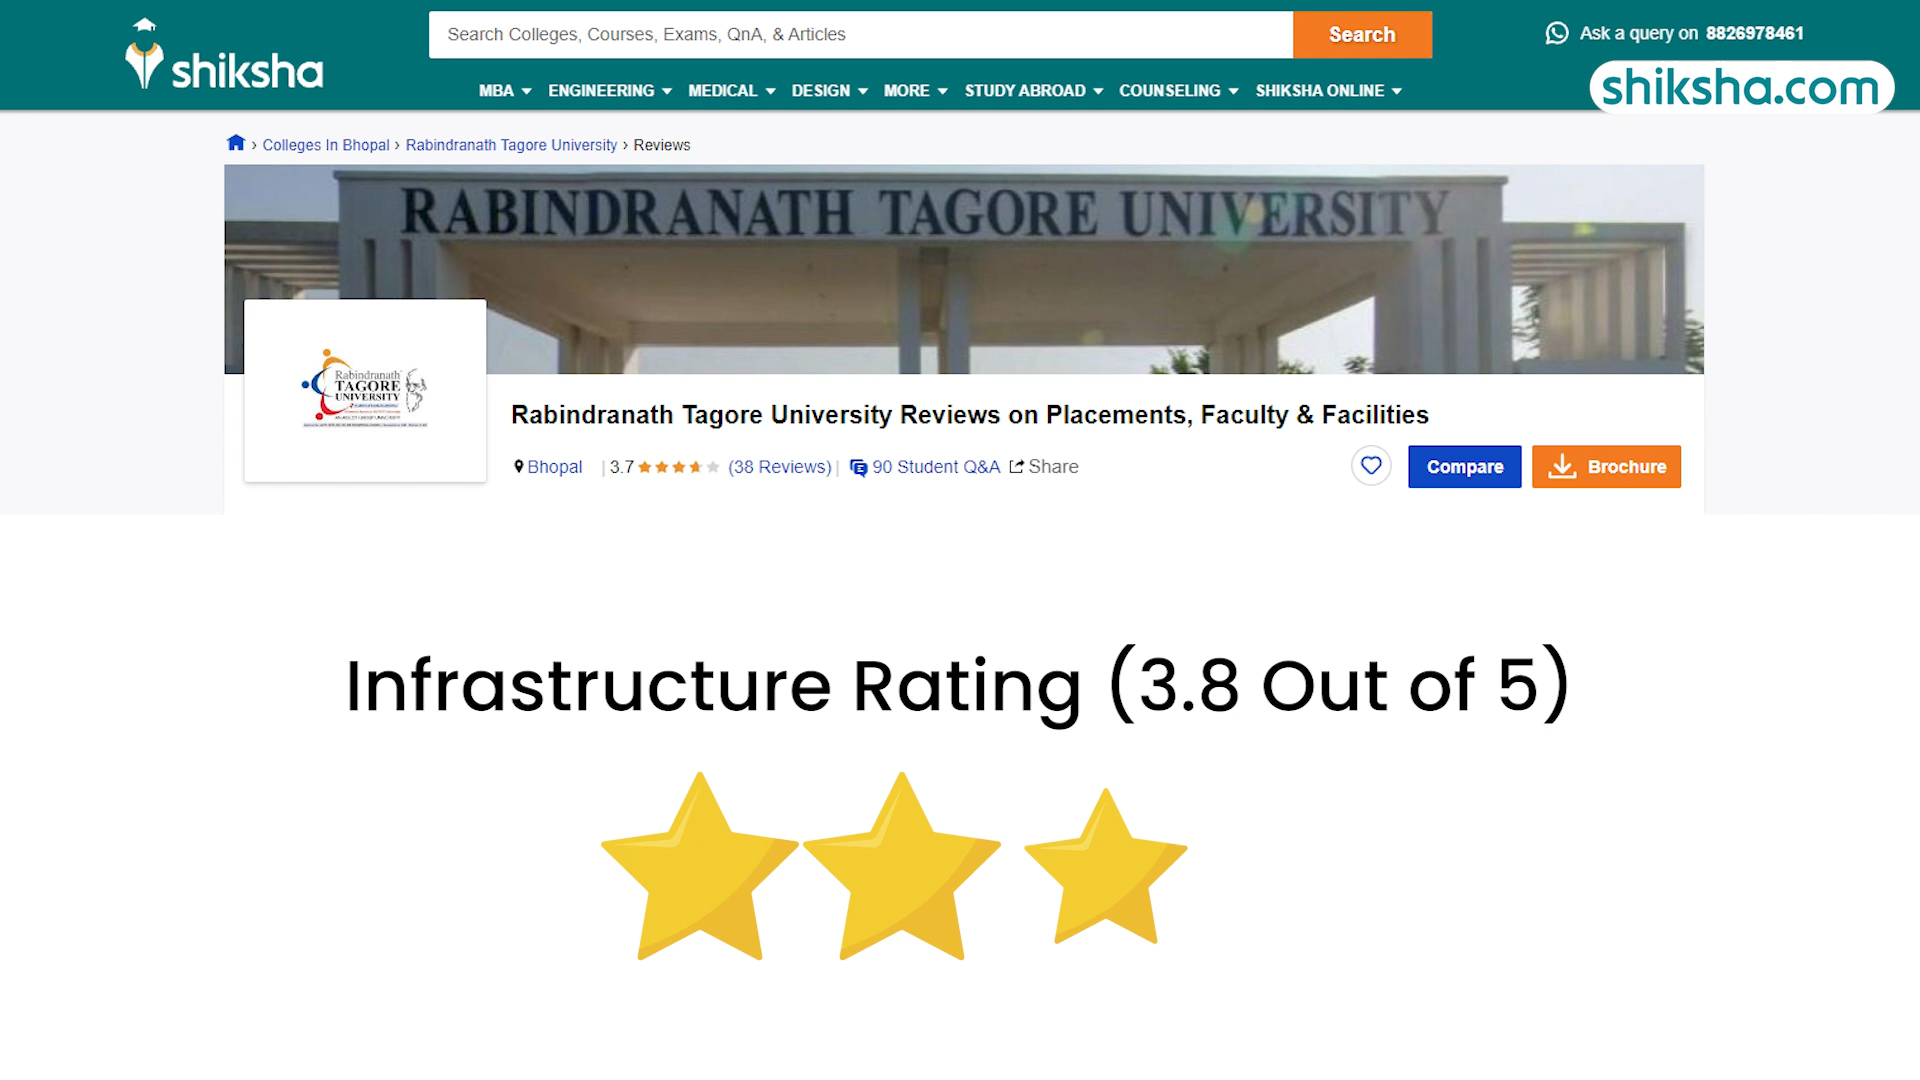 shiksha
Search Colleges, Courses, Exams, QnA, & Articles
Search
Ask a query on 8826978461
shiksha.com
MBA ENGINEERING MEDICAL DESIGN MORE STUDY ABROAD COUNSELING SHIKSHA ONLINE
› Colleges In Bhopal › Rabindranath Tagore University › Reviews
RABINDRANATH TAGORE UNIVERSITY
Rabindranath
TAGORE
UNIVERSITY
Rabindranath Tagore University Reviews on Placements, Faculty & Facilities
Bhopal | 3.7 (38 Reviews) | 90 Student Q&A Share
Compare
Brochure
Infrastructure Rating (3.8 Out of 5)